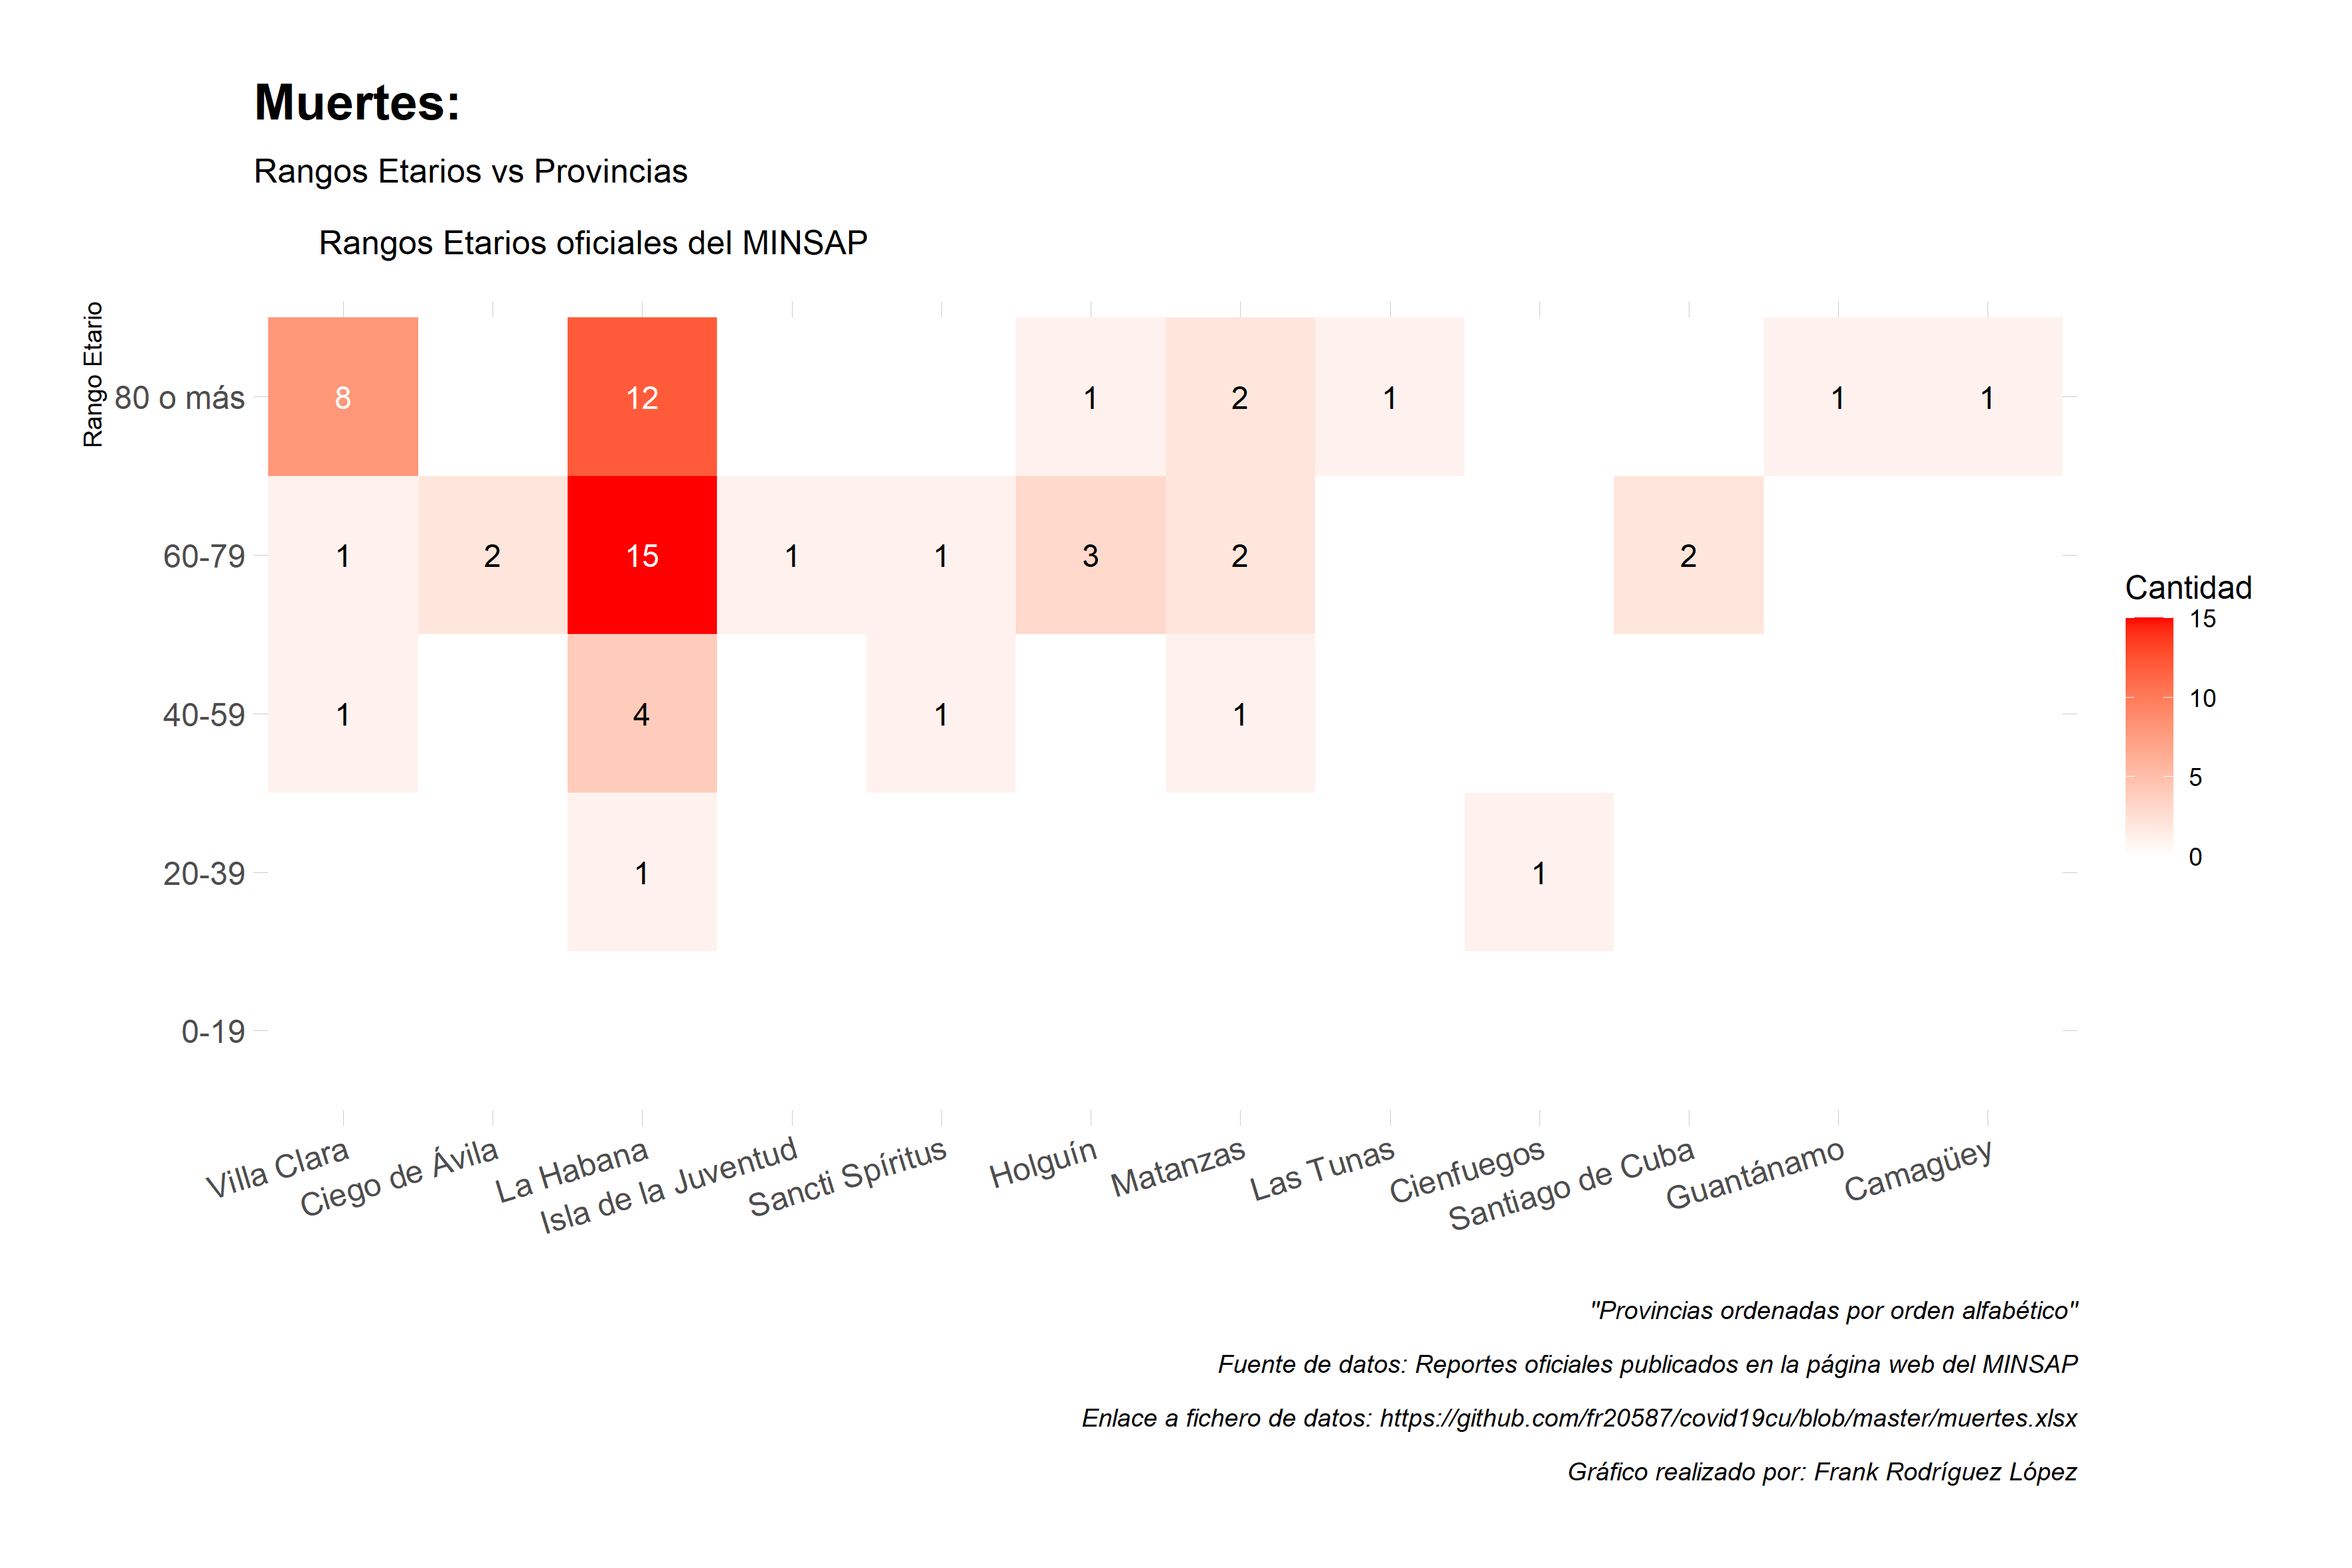 Muertes:
Rangos Etarios vs Provincias
Rangos Etarios oficiales del MINSAP
Rango Etario
80 o más 8 12 1 2 1 1 1
60-79 1 2 15 1 1 3 2 2
40-59 1 4 1 1
20-39 1 1
0-19
Villa Clara
Ciego de Ávila
La Habana
Isla de la Juventud
Sancti Spíritus
Holguín
Matanzas
Las Tunas
Cienfuegos
Santiago de Cuba
Guantánamo
Camagüey
Cantidad
15
10
5
0
"Provincias ordenadas por orden alfabético"
Fuente de datos: Reportes oficiales publicados en la página web del MINSAP
Enlace a fichero de datos: https://github.com/fr20587/covid19cu/blob/master/muertes.xlsx
Gráfico realizado por: Frank Rodríguez López